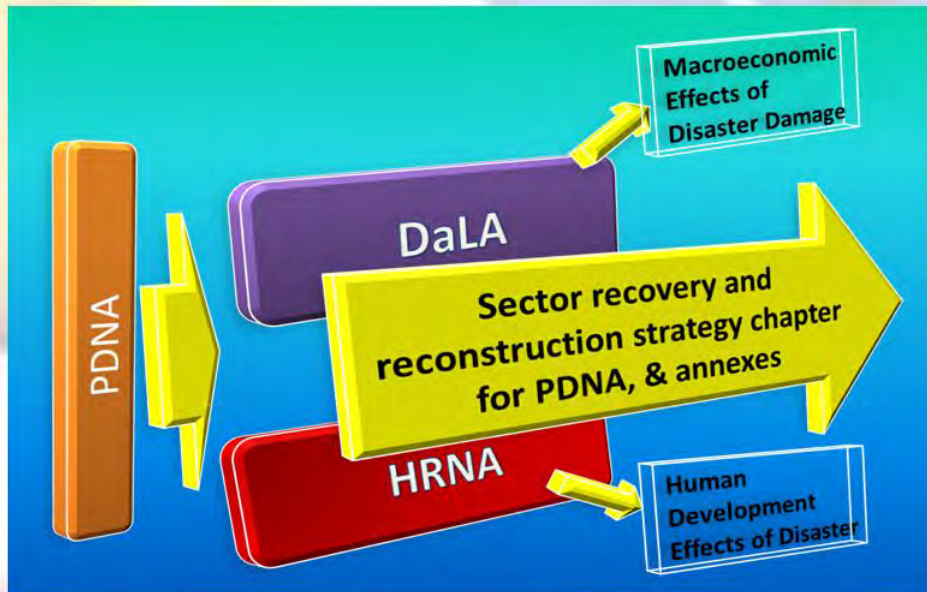 PDNA
DaLA
Macroeconomic
Effects of
Disaster Damage
Sector recovery and
reconstruction strategy chapter
for PDNA, & annexes
HRNA
Human
Development
Effects of Disaster